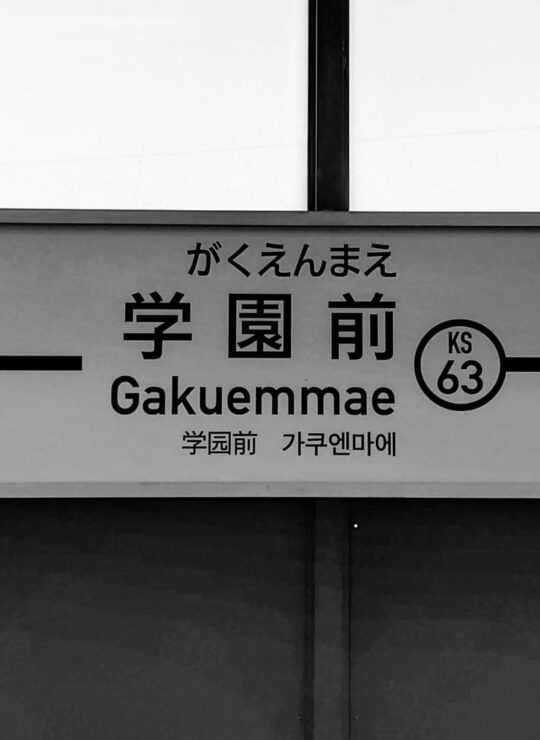 がくえんまえ
学園前
Gakuemmae
学园前 가쿠엔마에
KS
63